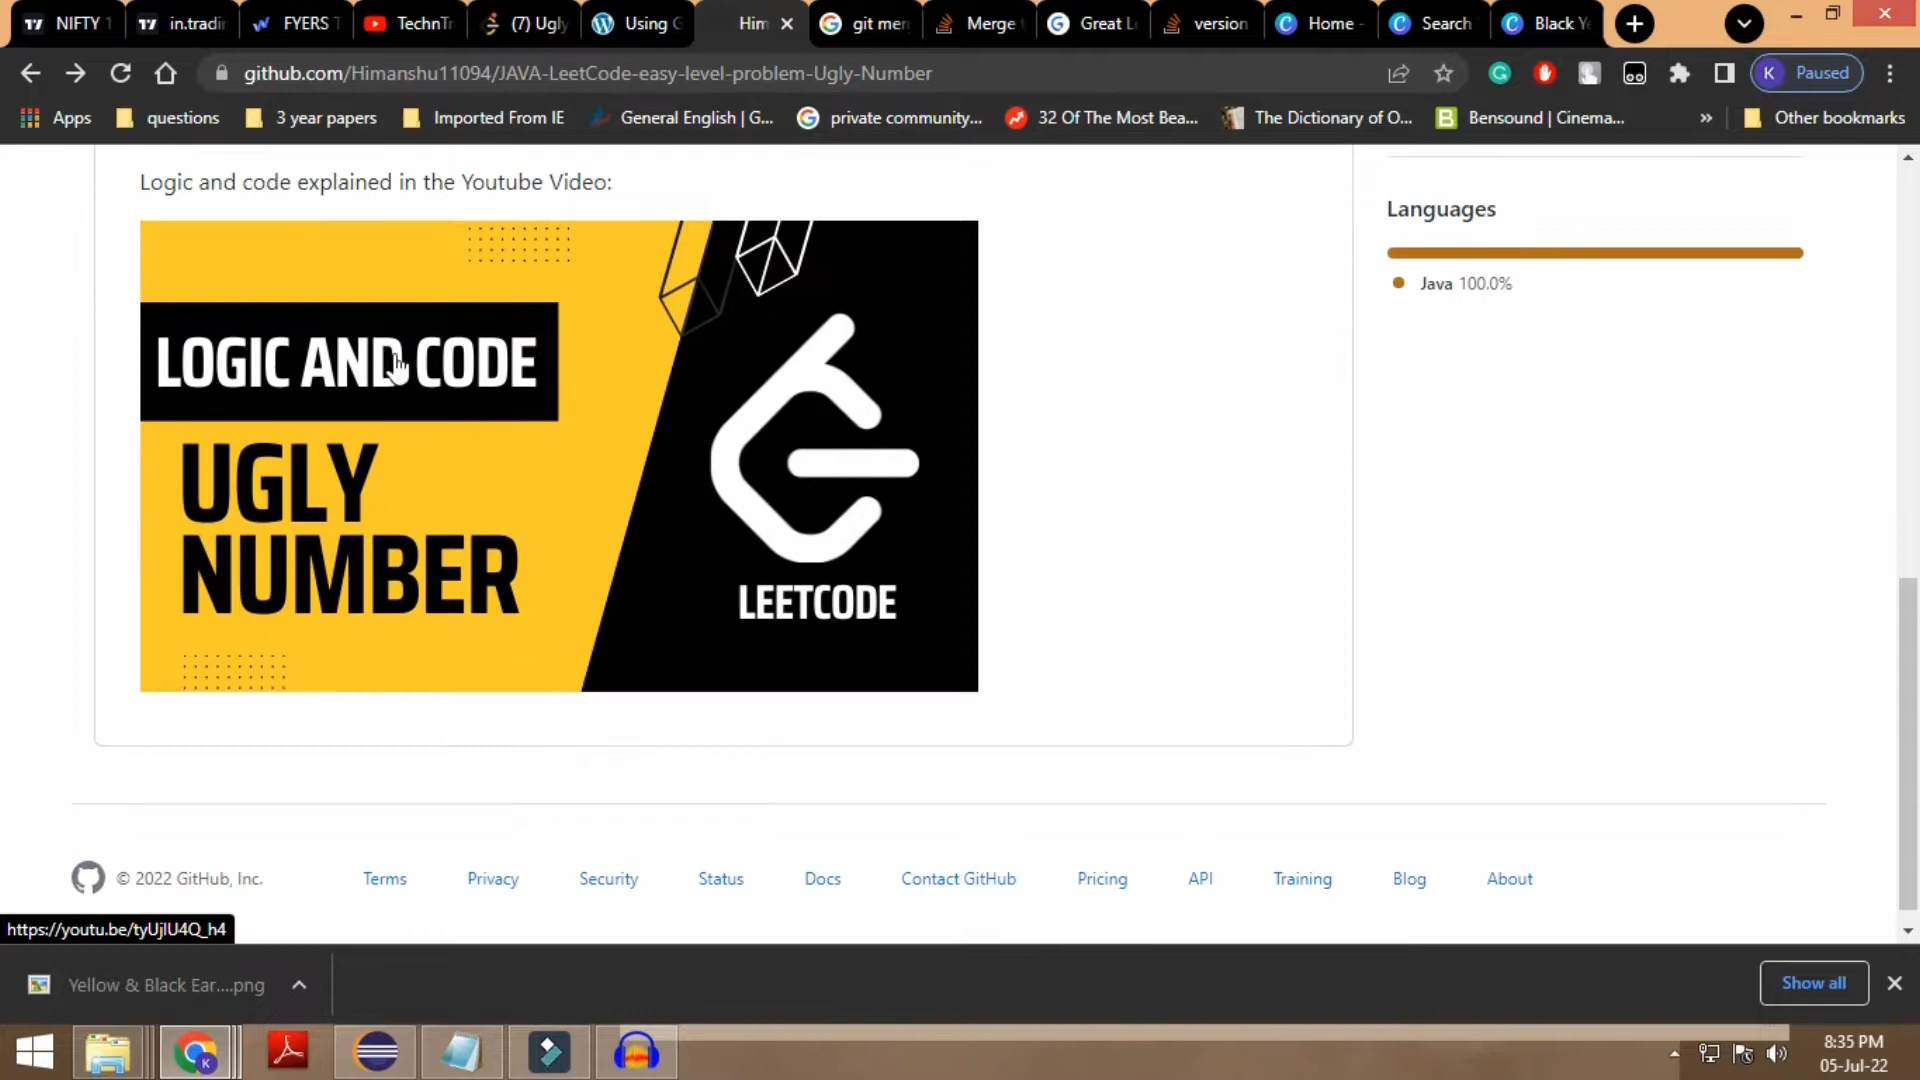 NIFTY 1
in.tradin
FYERS T
TechnTr
(7) Ugly
Using G
Him
git mer
Merge
Great L
version
Home -
Search
Black Ye
github.com/Himanshu11094/JAVA-LeetCode-easy-level-problem-Ugly-Number
K Paused
Apps
questions
3 year papers
Imported From IE
General English | G...
private community...
32 Of The Most Bea...
The Dictionary of O...
B Bensound | Cinema...
»
Other bookmarks
Logic and code explained in the Youtube Video:
LOGIC AND CODE
UGLY
NUMBER
LEETCODE
Languages
Java 100.0%
© 2022 GitHub, Inc.
Terms
Privacy
Security
Status
Docs
Contact GitHub
Pricing
API
Training
Blog
About
https://youtu.be/tyUjlU4Q_h4
Yellow & Black Ear....png
Show all
8:35 PM
05-Jul-22